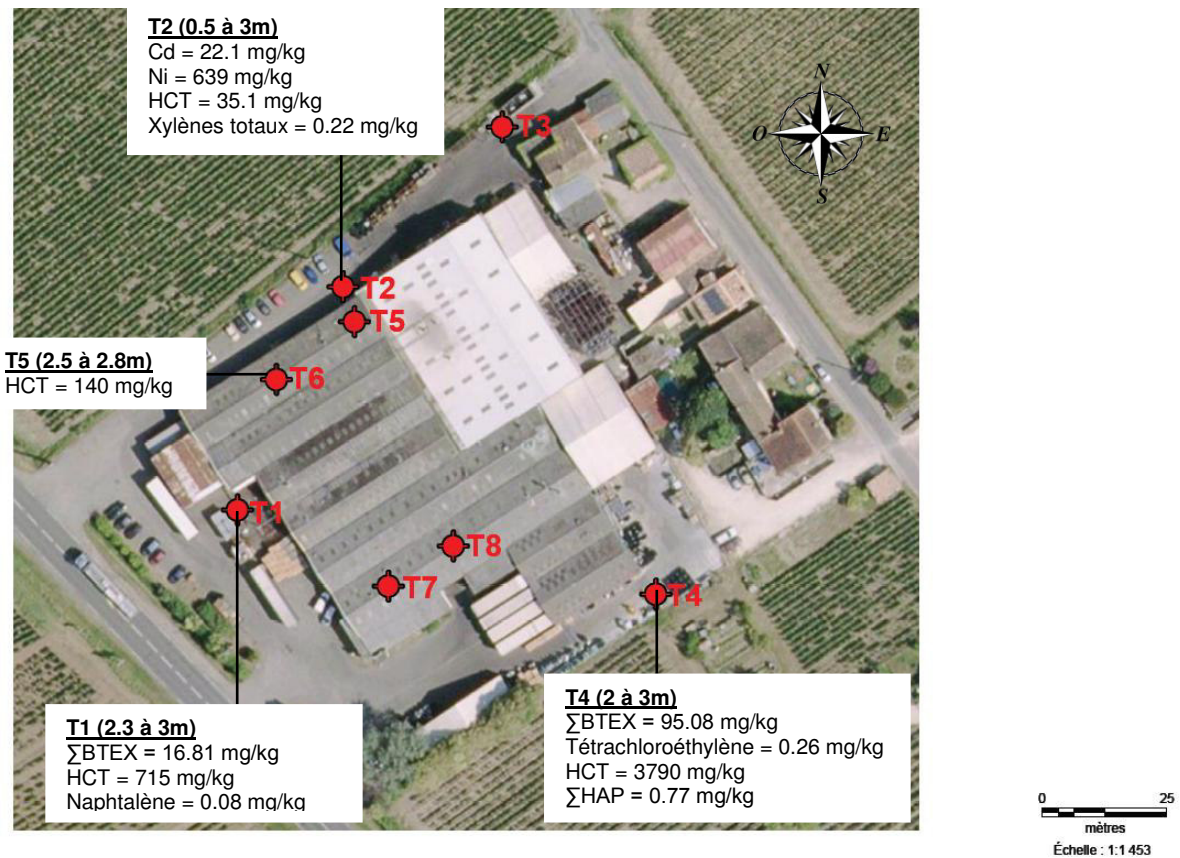 T2 (0.5 à 3m)
Cd = 22.1 mg/kg
Ni = 639 mg/kg
HCT = 35.1 mg/kg
Xylènes totaux = 0.22 mg/kg
N
O
E
S
T3
T2
T5
T5 (2.5 à 2.8m)
HCT = 140 mg/kg
T6
T1
T8
T7
T4
T1 (2.3 à 3m)
∑BTEX = 16.81 mg/kg
HCT = 715 mg/kg
Naphtalène = 0.08 mg/kg
T4 (2 à 3m)
∑BTEX = 95.08 mg/kg
Tétrachloroéthylène = 0.26 mg/kg
HCT = 3790 mg/kg
∑HAP = 0.77 mg/kg
0 25
mètres
Échelle : 1:1 453